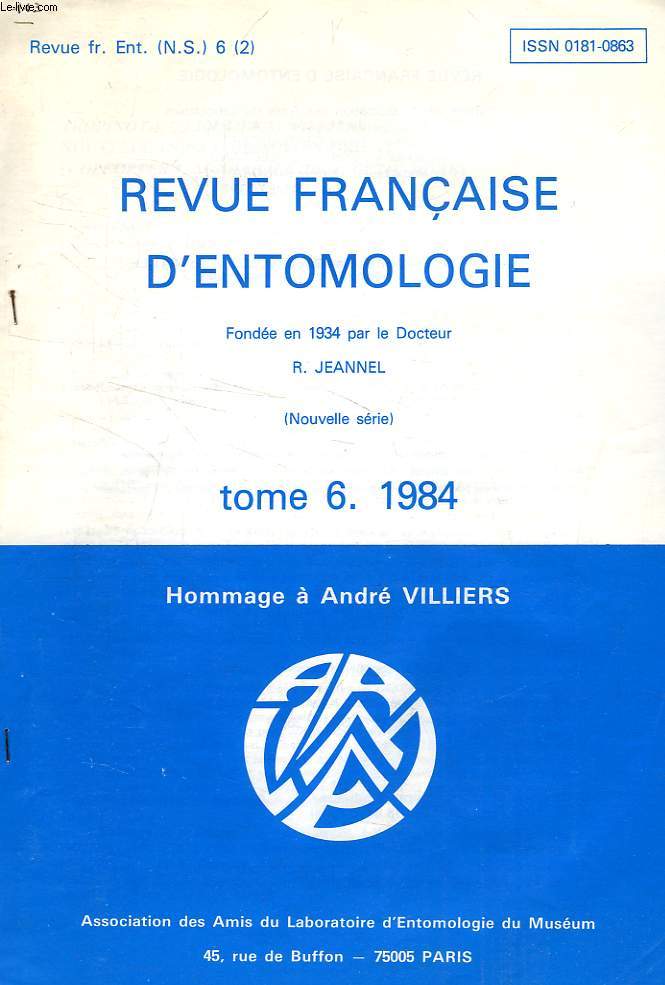 Le-livre.com
Revue fr. Ent. (N.S.) 6 (2)
ISSN 0181-0863
REVUE FRANÇAISE
D'ENTOMOLOGIE
Fondée en 1934 par le Docteur
R. JEANNEL
(Nouvelle série)
tome 6. 1984
Hommage à André VILLIERS
Association des Amis du Laboratoire d'Entomologie du Muséum
45, rue de Buffon — 75005 PARIS